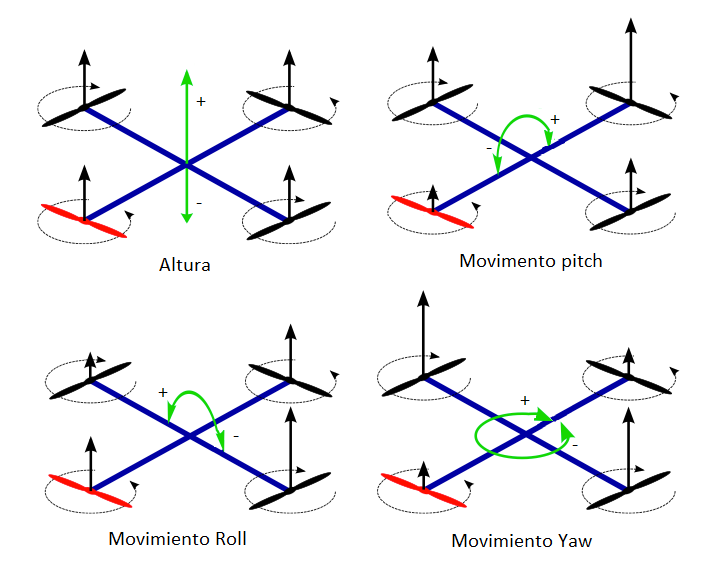 +
-
Altura
+
-
Movimento pitch
+
-
Movimiento Roll
+
-
Movimiento Yaw